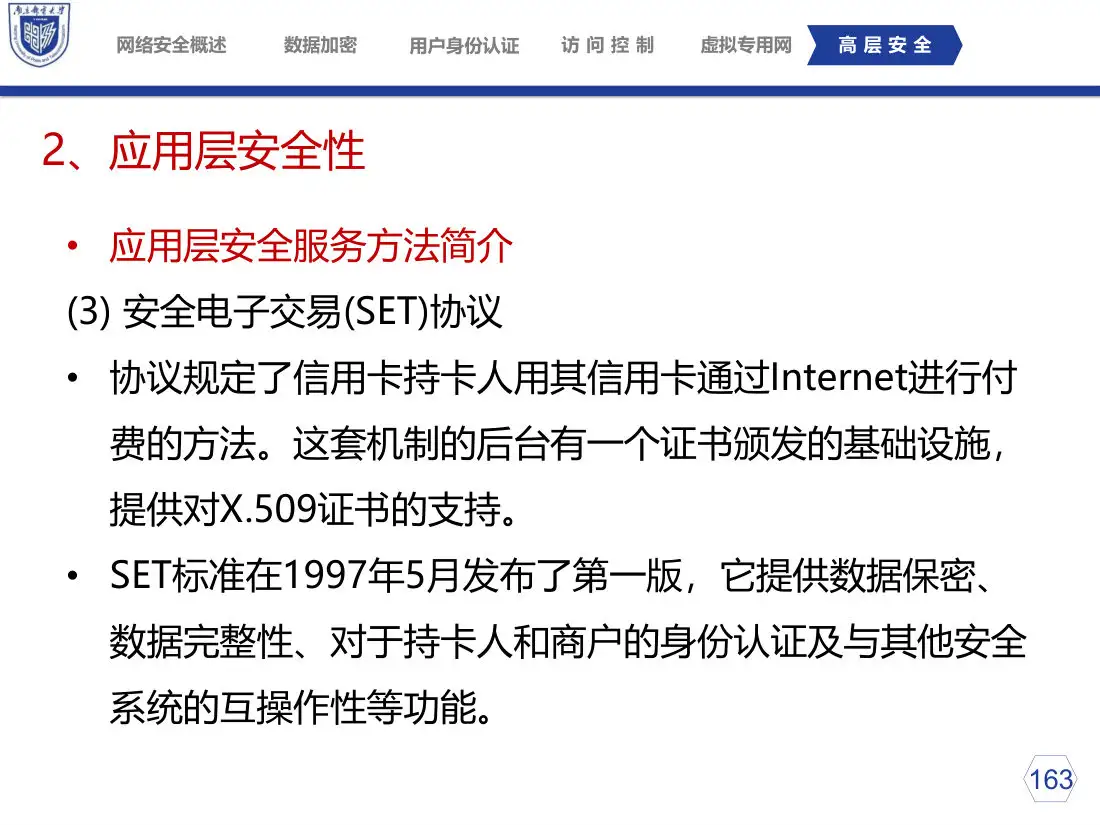 网络安全概述 数据加密 用户身份认证 访问控制 虚拟专用网 高层安全
2、应用层安全性
• 应用层安全服务方法简介
(3) 安全电子交易(SET)协议
• 协议规定了信用卡持卡人用其信用卡通过Internet进行付
费的方法。这套机制的后台有一个证书颁发的基础设施，
提供对X.509证书的支持。
• SET标准在1997年5月发布了第一版，它提供数据保密、
数据完整性、对于持卡人和商户的身份认证及与其他安全
系统的互操作性等功能。
163